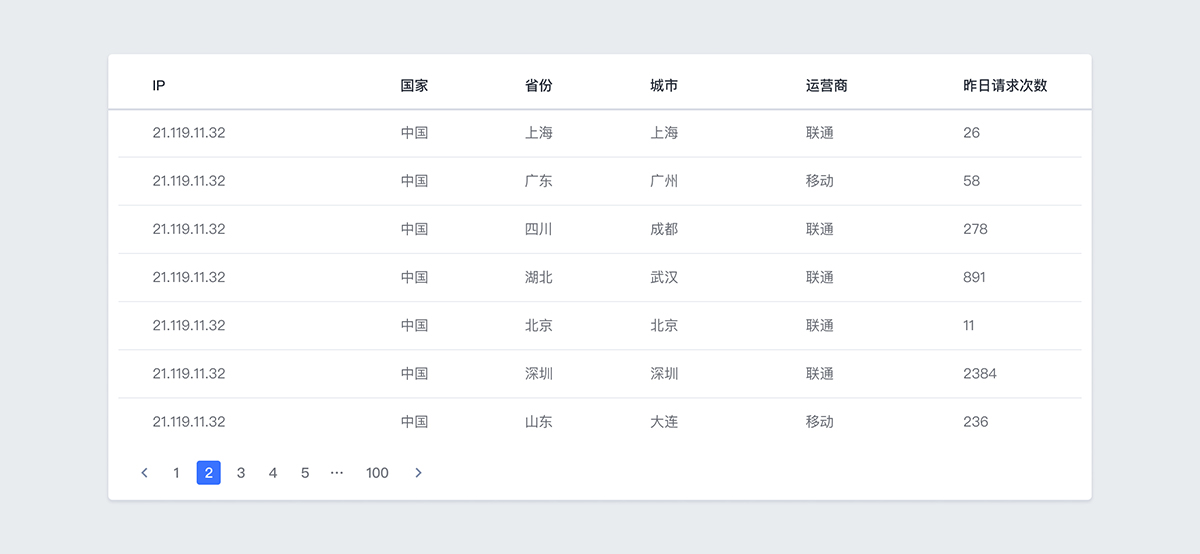 IP 国家 省份 城市 运营商 昨日请求次数
21.119.11.32 中国 上海 上海 联通 26
21.119.11.32 中国 广东 广州 移动 58
21.119.11.32 中国 四川 成都 联通 278
21.119.11.32 中国 湖北 武汉 联通 891
21.119.11.32 中国 北京 北京 联通 11
21.119.11.32 中国 深圳 深圳 联通 2384
21.119.11.32 中国 山东 大连 移动 236
< 1 2 3 4 5 ··· 100 >